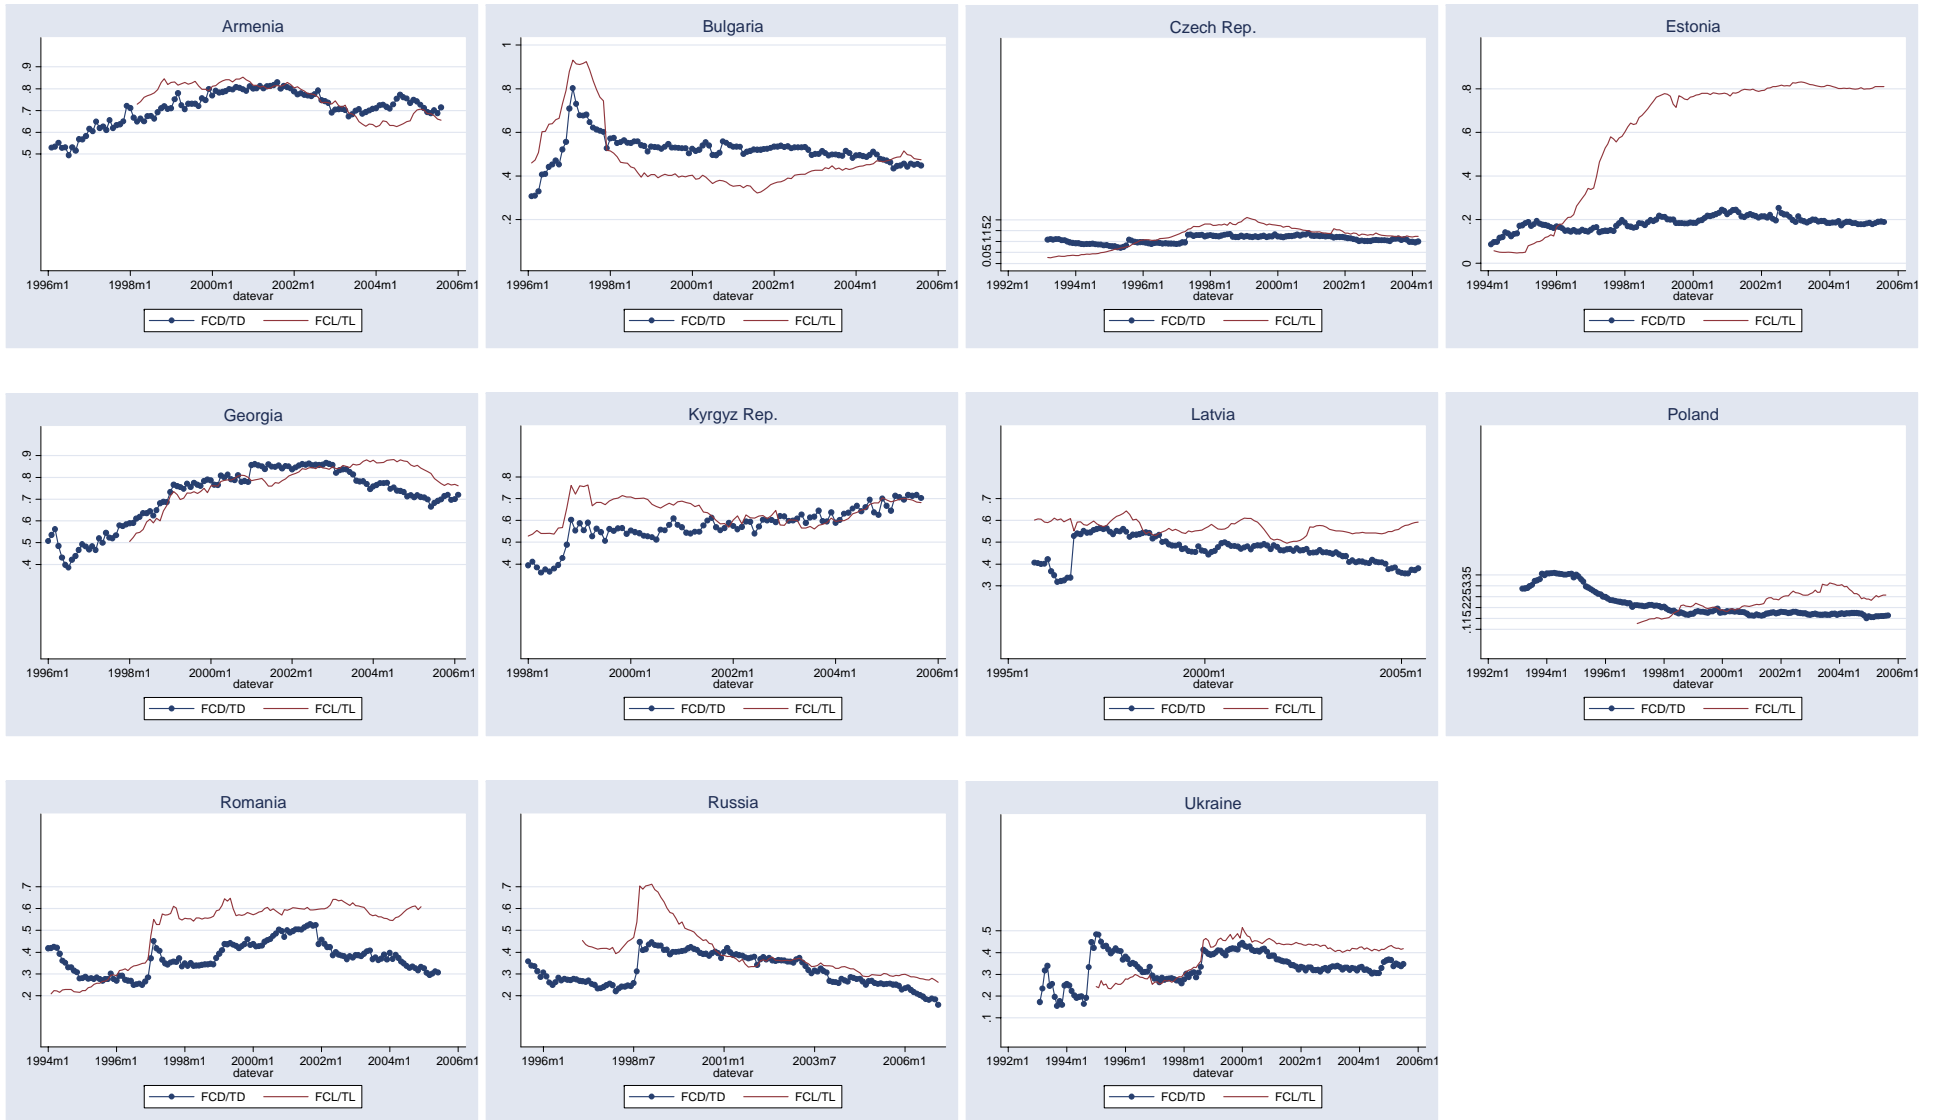 Armenia
.9
.8
.7
.6
.5
1996m1 1998m1 2000m1 2002m1 2004m1 2006m1
datevar
FCD/TD FCL/TL
Bulgaria
1
.8
.6
.4
.2
1996m1 1998m1 2000m1 2002m1 2004m1 2006m1
datevar
FCD/TD FCL/TL
Czech Rep.
0.05.1.152
1992m1 1994m1 1996m1 1998m1 2000m1 2002m1 2004m1
datevar
FCD/TD FCL/TL
Estonia
.8
.6
.4
.2
0
1994m1 1996m1 1998m1 2000m1 2002m1 2004m1 2006m1
datevar
FCD/TD FCL/TL
Georgia
.9
.8
.7
.6
.5
.4
1996m1 1998m1 2000m1 2002m1 2004m1 2006m1
datevar
FCD/TD FCL/TL
Kyrgyz Rep.
.8
.7
.6
.5
.4
1998m1 2000m1 2002m1 2004m1 2006m1
datevar
FCD/TD FCL/TL
Latvia
.7
.6
.5
.4
.3
1995m1 2000m1 2005m1
datevar
FCD/TD FCL/TL
Poland
.1.15225335
1992m1 1994m1 1996m1 1998m1 2000m1 2002m1 2004m1 2006m1
datevar
FCD/TD FCL/TL
Romania
.7
.6
.5
.4
.3
.2
1994m1 1996m1 1998m1 2000m1 2002m1 2004m1 2006m1
datevar
FCD/TD FCL/TL
Russia
.7
.6
.5
.4
.3
.2
1996m1 1998m7 2001m1 2003m7 2006m1
datevar
FCD/TD FCL/TL
Ukraine
.5
.4
.3
.2
.1
1992m1 1994m1 1996m1 1998m1 2000m1 2002m1 2004m1 2006m1
datevar
FCD/TD FCL/TL